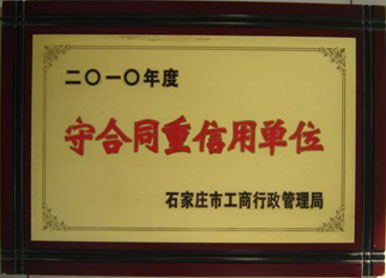 二〇一〇年度
守合同重信用单位
石家庄市工商行政管理局